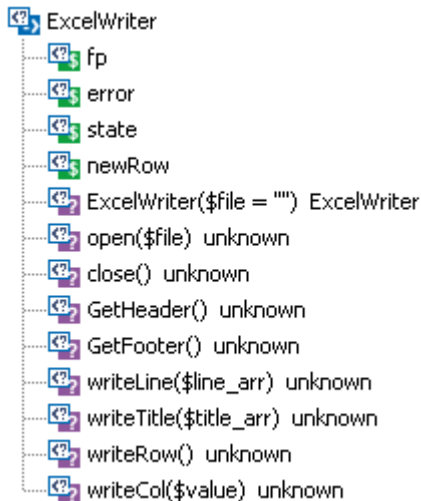 ExcelWriter
fp
error
state
newRow
ExcelWriter($file = "") ExcelWriter
open($file) unknown
close() unknown
GetHeader() unknown
GetFooter() unknown
writeLine($line_arr) unknown
writeTitle($title_arr) unknown
writeRow() unknown
writeCol($value) unknown